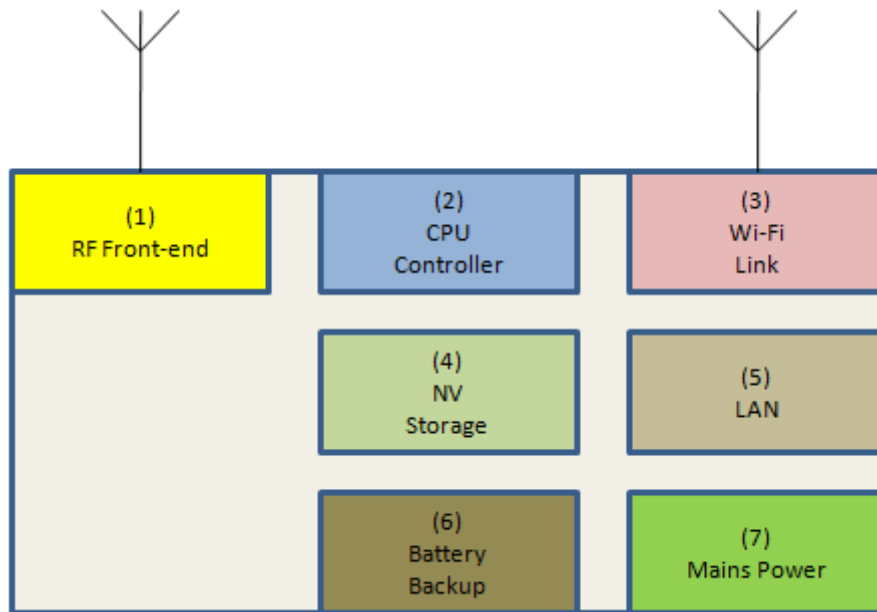 (1)
RF Front-end
(2)
CPU
Controller
(3)
Wi-Fi
Link
(4)
NV
Storage
(5)
LAN
(6)
Battery
Backup
(7)
Mains Power